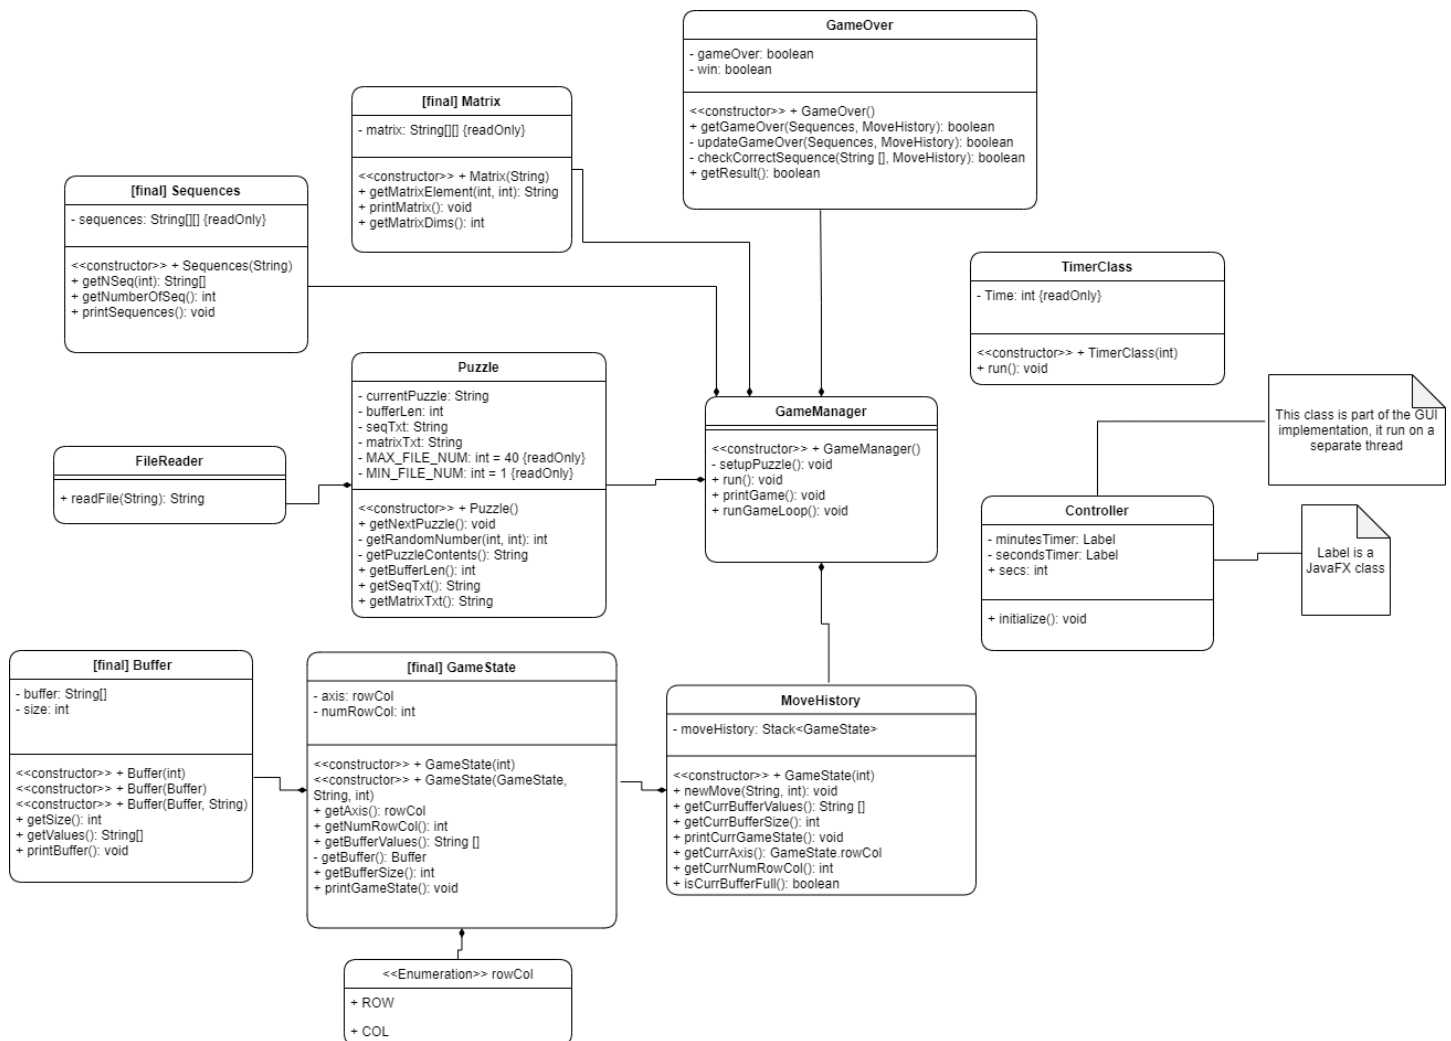 GameOver
- gameOver: boolean
- win: boolean
<<constructor>> + GameOver()
+ getGameOver(Sequences, MoveHistory): boolean
- updateGameOver(Sequences, MoveHistory): boolean
- checkCorrectSequence(String [], MoveHistory): boolean
+ getResult(): boolean
[final] Matrix
- matrix: String[][] {readOnly}
<<constructor>> + Matrix(String)
+ getMatrixElement(int, int): String
+ printMatrix(): void
+ getMatrixDims(): int
[final] Sequences
- sequences: String[][] {readOnly}
<<constructor>> + Sequences(String)
+ getNSeq(int): String[]
+ getNumberOfSeq(): int
+ printSequences(): void
TimerClass
- Time: int {readOnly}
<<constructor>> + TimerClass(int)
+ run(): void
Puzzle
- currentPuzzle: String
- bufferLen: int
- seqTxt: String
- matrixTxt: String
- MAX_FILE_NUM: int = 40 {readOnly}
- MIN_FILE_NUM: int = 1 {readOnly}
<<constructor>> + Puzzle()
+ getNextPuzzle(): void
- getRandomNumber(int, int): int
- getPuzzleContents(): String
+ getBufferLen(): int
+ getSeqTxt(): String
+ getMatrixTxt(): String
GameManager
<<constructor>> + GameManager()
- setupPuzzle(): void
+ run(): void
+ printGame(): void
+ runGameLoop(): void
This class is part of the GUI
implementation, it run on a
separate thread
FileReader
+ readFile(String): String
Controller
- minutesTimer: Label
- secondsTimer: Label
+ secs: int
+ initialize(): void
Label is a
JavaFX class
[final] Buffer
- buffer: String[]
- size: int
<<constructor>> + Buffer(int)
<<constructor>> + Buffer(Buffer)
<<constructor>> + Buffer(Buffer, String)
+ getSize(): int
+ getValues(): String[]
+ printBuffer(): void
[final] GameState
- axis: rowCol
- numRowCol: int
<<constructor>> + GameState(int)
<<constructor>> + GameState(GameState,
String, int)
+ getAxis(): rowCol
+ getNumRowCol(): int
+ getBufferValues(): String []
- getBuffer(): Buffer
+ getBufferSize(): int
+ printGameState(): void
MoveHistory
- moveHistory: Stack<GameState>
<<constructor>> + GameState(int)
+ newMove(String, int): void
+ getCurrBufferValues(): String []
+ getCurrBufferSize(): int
+ printCurrGameState(): void
+ getCurrAxis(): GameState.rowCol
+ getCurrNumRowCol(): int
+ isCurrBufferFull(): boolean
<<Enumeration>> rowCol
+ ROW
+ COL